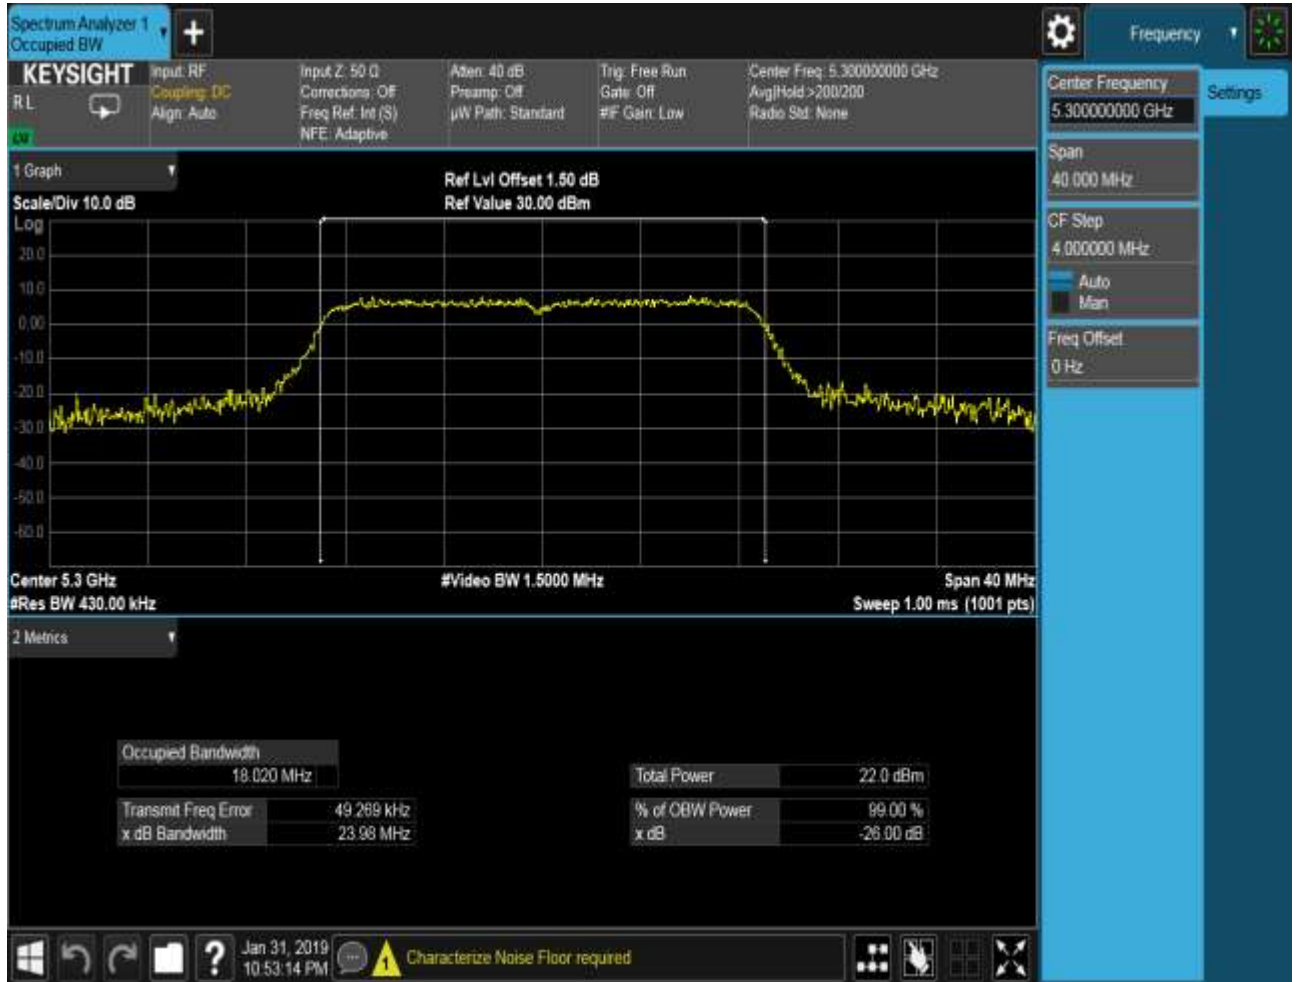 Spectrum Analyzer 1
Occupied BW
Frequency
KEYSIGHT
RL
Input: RF
Coupling: DC
Align: Auto
Input Z: 50 Ω
Corrections: Off
Freq Ref: Int (S)
NFE: Adaptive
Atten: 40 dB
Preamp: Off
µW Path: Standard
Trig: Free Run
Gate: Off
#IF Gain: Low
Center Freq: 5.300000000 GHz
Avg|Hold:>200/200
Radio Std: None
Center Frequency
5.300000000 GHz
Settings
Span
40.000 MHz
CF Step
4.000000 MHz
Auto
Man
Freq Offset
0 Hz
1 Graph
Scale/Div 10.0 dB
Ref Lvl Offset 1.50 dB
Ref Value 30.00 dBm
Log
20.0
10.0
0.00
-10.0
-20.0
-30.0
-40.0
-50.0
-60.0
Center 5.3 GHz
#Res BW 430.00 kHz
#Video BW 1.5000 MHz
Span 40 MHz
Sweep 1.00 ms (1001 pts)
2 Metrics
Occupied Bandwidth
18.020 MHz
Transmit Freq Error 49.269 kHz
x dB Bandwidth 23.98 MHz
Total Power 22.0 dBm
% of OBW Power 99.00 %
x dB -26.00 dB
Jan 31, 2019
10:53:14 PM
1
Characterize Noise Floor required